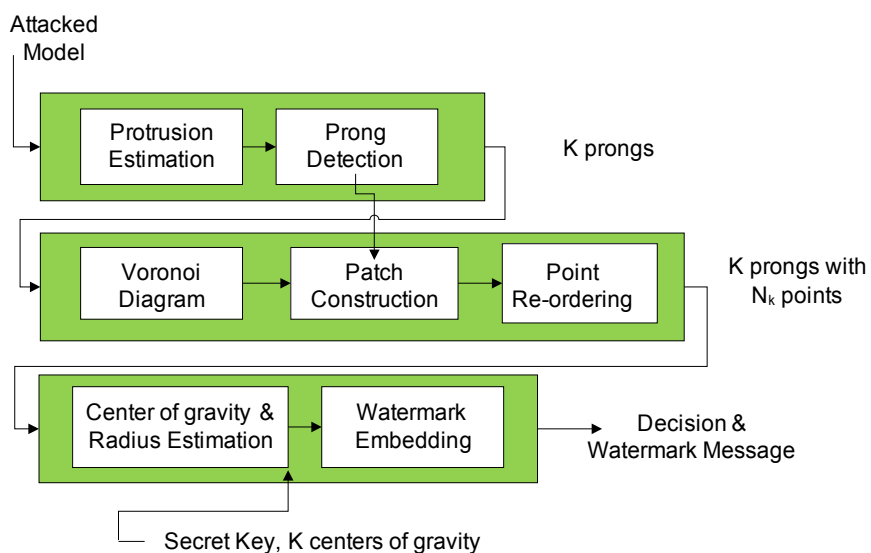 Attacked
Model
Protrusion
Estimation
Prong
Detection
K prongs
Voronoi
Diagram
Patch
Construction
Point
Re-ordering
K prongs with
Nₖ points
Center of gravity &
Radius Estimation
Watermark
Embedding
Decision &
Watermark Message
Secret Key, K centers of gravity